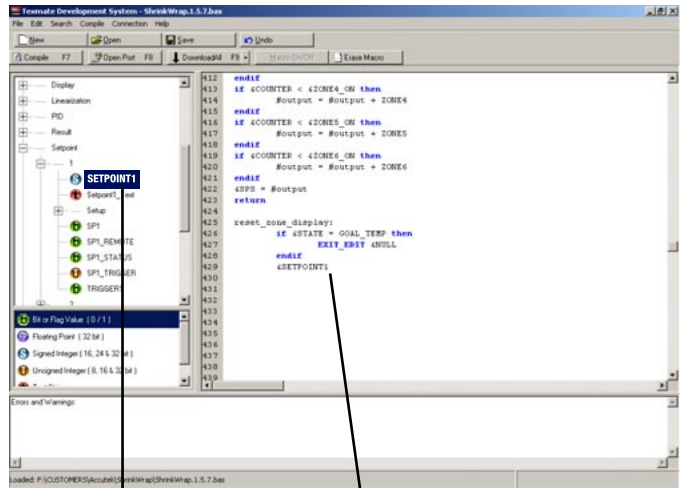 Texmate Development System - ShrinkWrap.1.5.7.bas
File Edit Search Compile Connection Help
New Open Save Undo
Compile F7 Open Port F8 Download/All F9 Macro On/Off Erase Macro
Display
Linearization
PID
Result
Setpoint
1
SETPOINT1
Setpoint1_Text
Setup
SP1
SP1_REMOTE
SP1_STATUS
SP1_TRIGGER
TRIGGER1
2
Bit or Flag Value ( 0 / 1 )
Floating Point ( 32 bit )
Signed Integer ( 16, 24 & 32 bit )
Unsigned Integer ( 8, 16 & 32 bit )
412 endif
413 if &COUNTER < &ZONE4_ON then
414 #output = #output + ZONE4
415 endif
416 if &COUNTER < &ZONE5_ON then
417 #output = #output + ZONE5
418 endif
419 if &COUNTER < &ZONE6_ON then
420 #output = #output + ZONE6
421 endif
422 &SPS = #output
423 return
424
425 reset_zone_display:
426 if &STATE = GOAL_TEMP then
427 EXIT_EDIT &NULL
428 endif
429 &SETPOINT1
430
431
432
433
434
435
436
437
438
439
Errors and Warnings:
Loaded: P:\CUSTOMERS\Accutek\ShrinkWrap\ShrinkWrap.1.5.7.bas